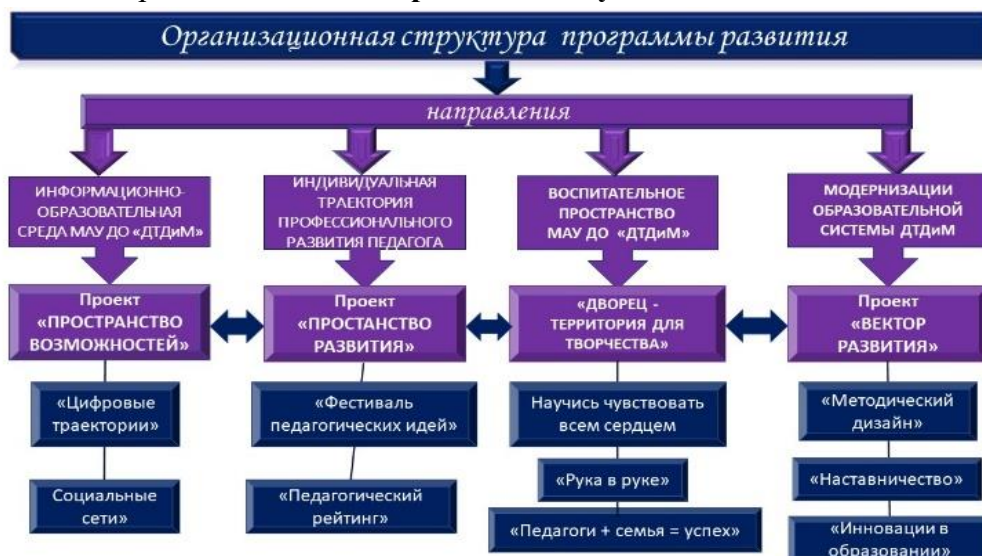 Организационная структура программы развития
направления
ИНФОРМАЦИОННО-
ОБРАЗОВАТЕЛЬНАЯ
СРЕДА МАУ ДО «ДТДиМ»
ИНДИВИДУАЛЬНАЯ
ТРАЕКТОРИЯ
ПРОФЕССИОНАЛЬНОГО
РАЗВИТИЯ ПЕДАГОГА
ВОСПИТАТЕЛЬНОЕ
ПРОСТРАНСТВО
МАУ ДО «ДТДиМ»
МОДЕРНИЗАЦИИ
ОБРАЗОВАТЕЛЬНОЙ
СИСТЕМЫ ДТДиМ
Проект
«ПРОСТРАНСТВО
ВОЗМОЖНОСТЕЙ»
Проект
«ПРОСТАНСТВО
РАЗВИТИЯ»
«ДВОРЕЦ -
ТЕРРИТОРИЯ ДЛЯ
ТВОРЧЕСТВА»
Проект
«ВЕКТОР
РАЗВИТИЯ»
«Цифровые
траектории»
Социальные
сети»
«Фестиваль
педагогических идей»
«Педагогический
рейтинг»
Научись чувствовать
всем сердцем
«Рука в руке»
«Педагоги + семья = успех»
«Методический
дизайн»
«Наставничество»
«Инновации в
образовании»